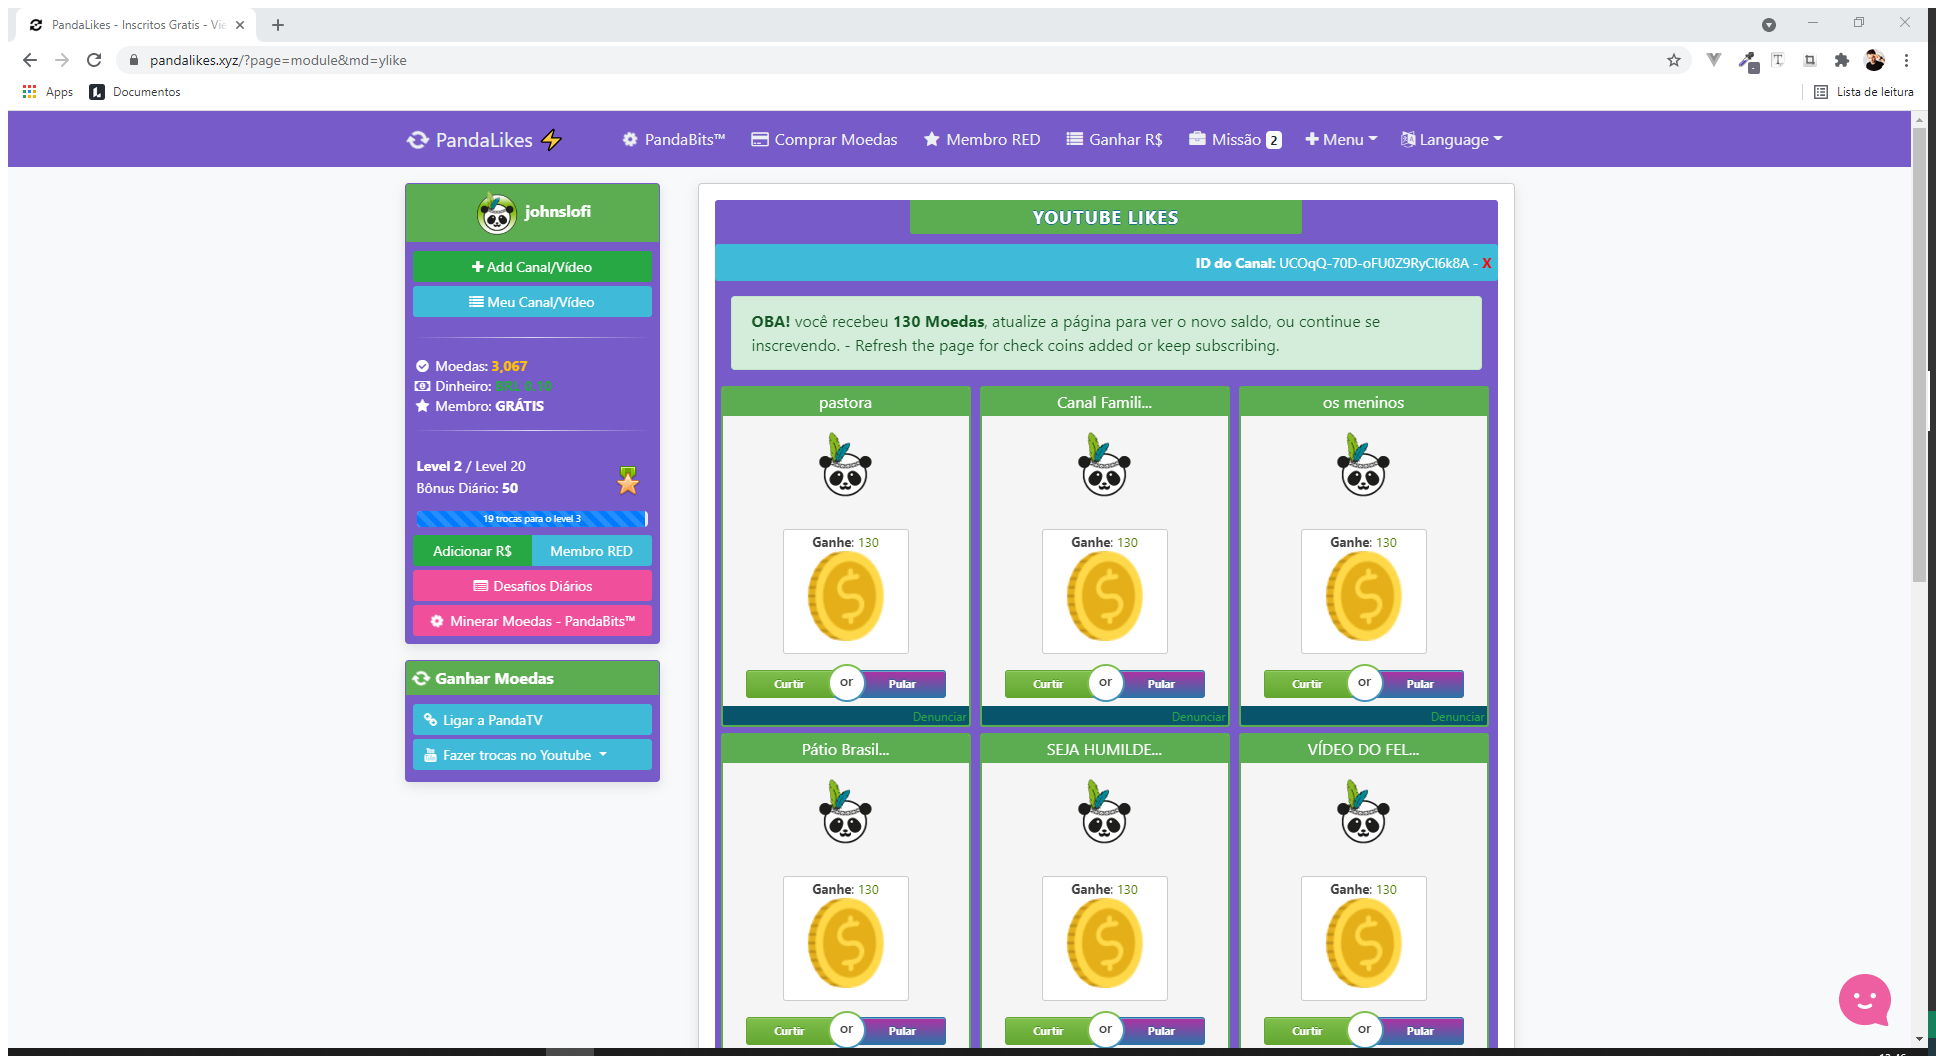 PandaLikes - Inscritos Gratis - Vie
pandalikes.xyz/?page=module&md=ylike
Apps
Documentos
Lista de leitura
PandaLikes
PandaBits™
Comprar Moedas
Membro RED
Ganhar R$
Missão 2
Menu
Language
johnslofi
Add Canal/Vídeo
Meu Canal/Vídeo
Moedas: 3,067
Dinheiro: BRL 0.10
Membro: GRÁTIS
Level 2 / Level 20
Bônus Diário: 50
19 trocas para o level 3
Adicionar R$
Membro RED
Desafios Diários
Minerar Moedas - PandaBits™
Ganhar Moedas
Ligar a PandaTV
Fazer trocas no Youtube
YOUTUBE LIKES
ID do Canal: UCOqQ-70D-oFU0Z9RyCl6k8A - X
OBA! você recebeu 130 Moedas, atualize a página para ver o novo saldo, ou continue se
inscrevendo. - Refresh the page for check coins added or keep subscribing.
pastora
Canal Famili...
os meninos
Ganhe: 130
Ganhe: 130
Ganhe: 130
Curtir or Pular
Curtir or Pular
Curtir or Pular
Denunciar
Denunciar
Denunciar
Pátio Brasil...
SEJA HUMILDE...
VÍDEO DO FEL...
Ganhe: 130
Ganhe: 130
Ganhe: 130
Curtir or Pular
Curtir or Pular
Curtir or Pular